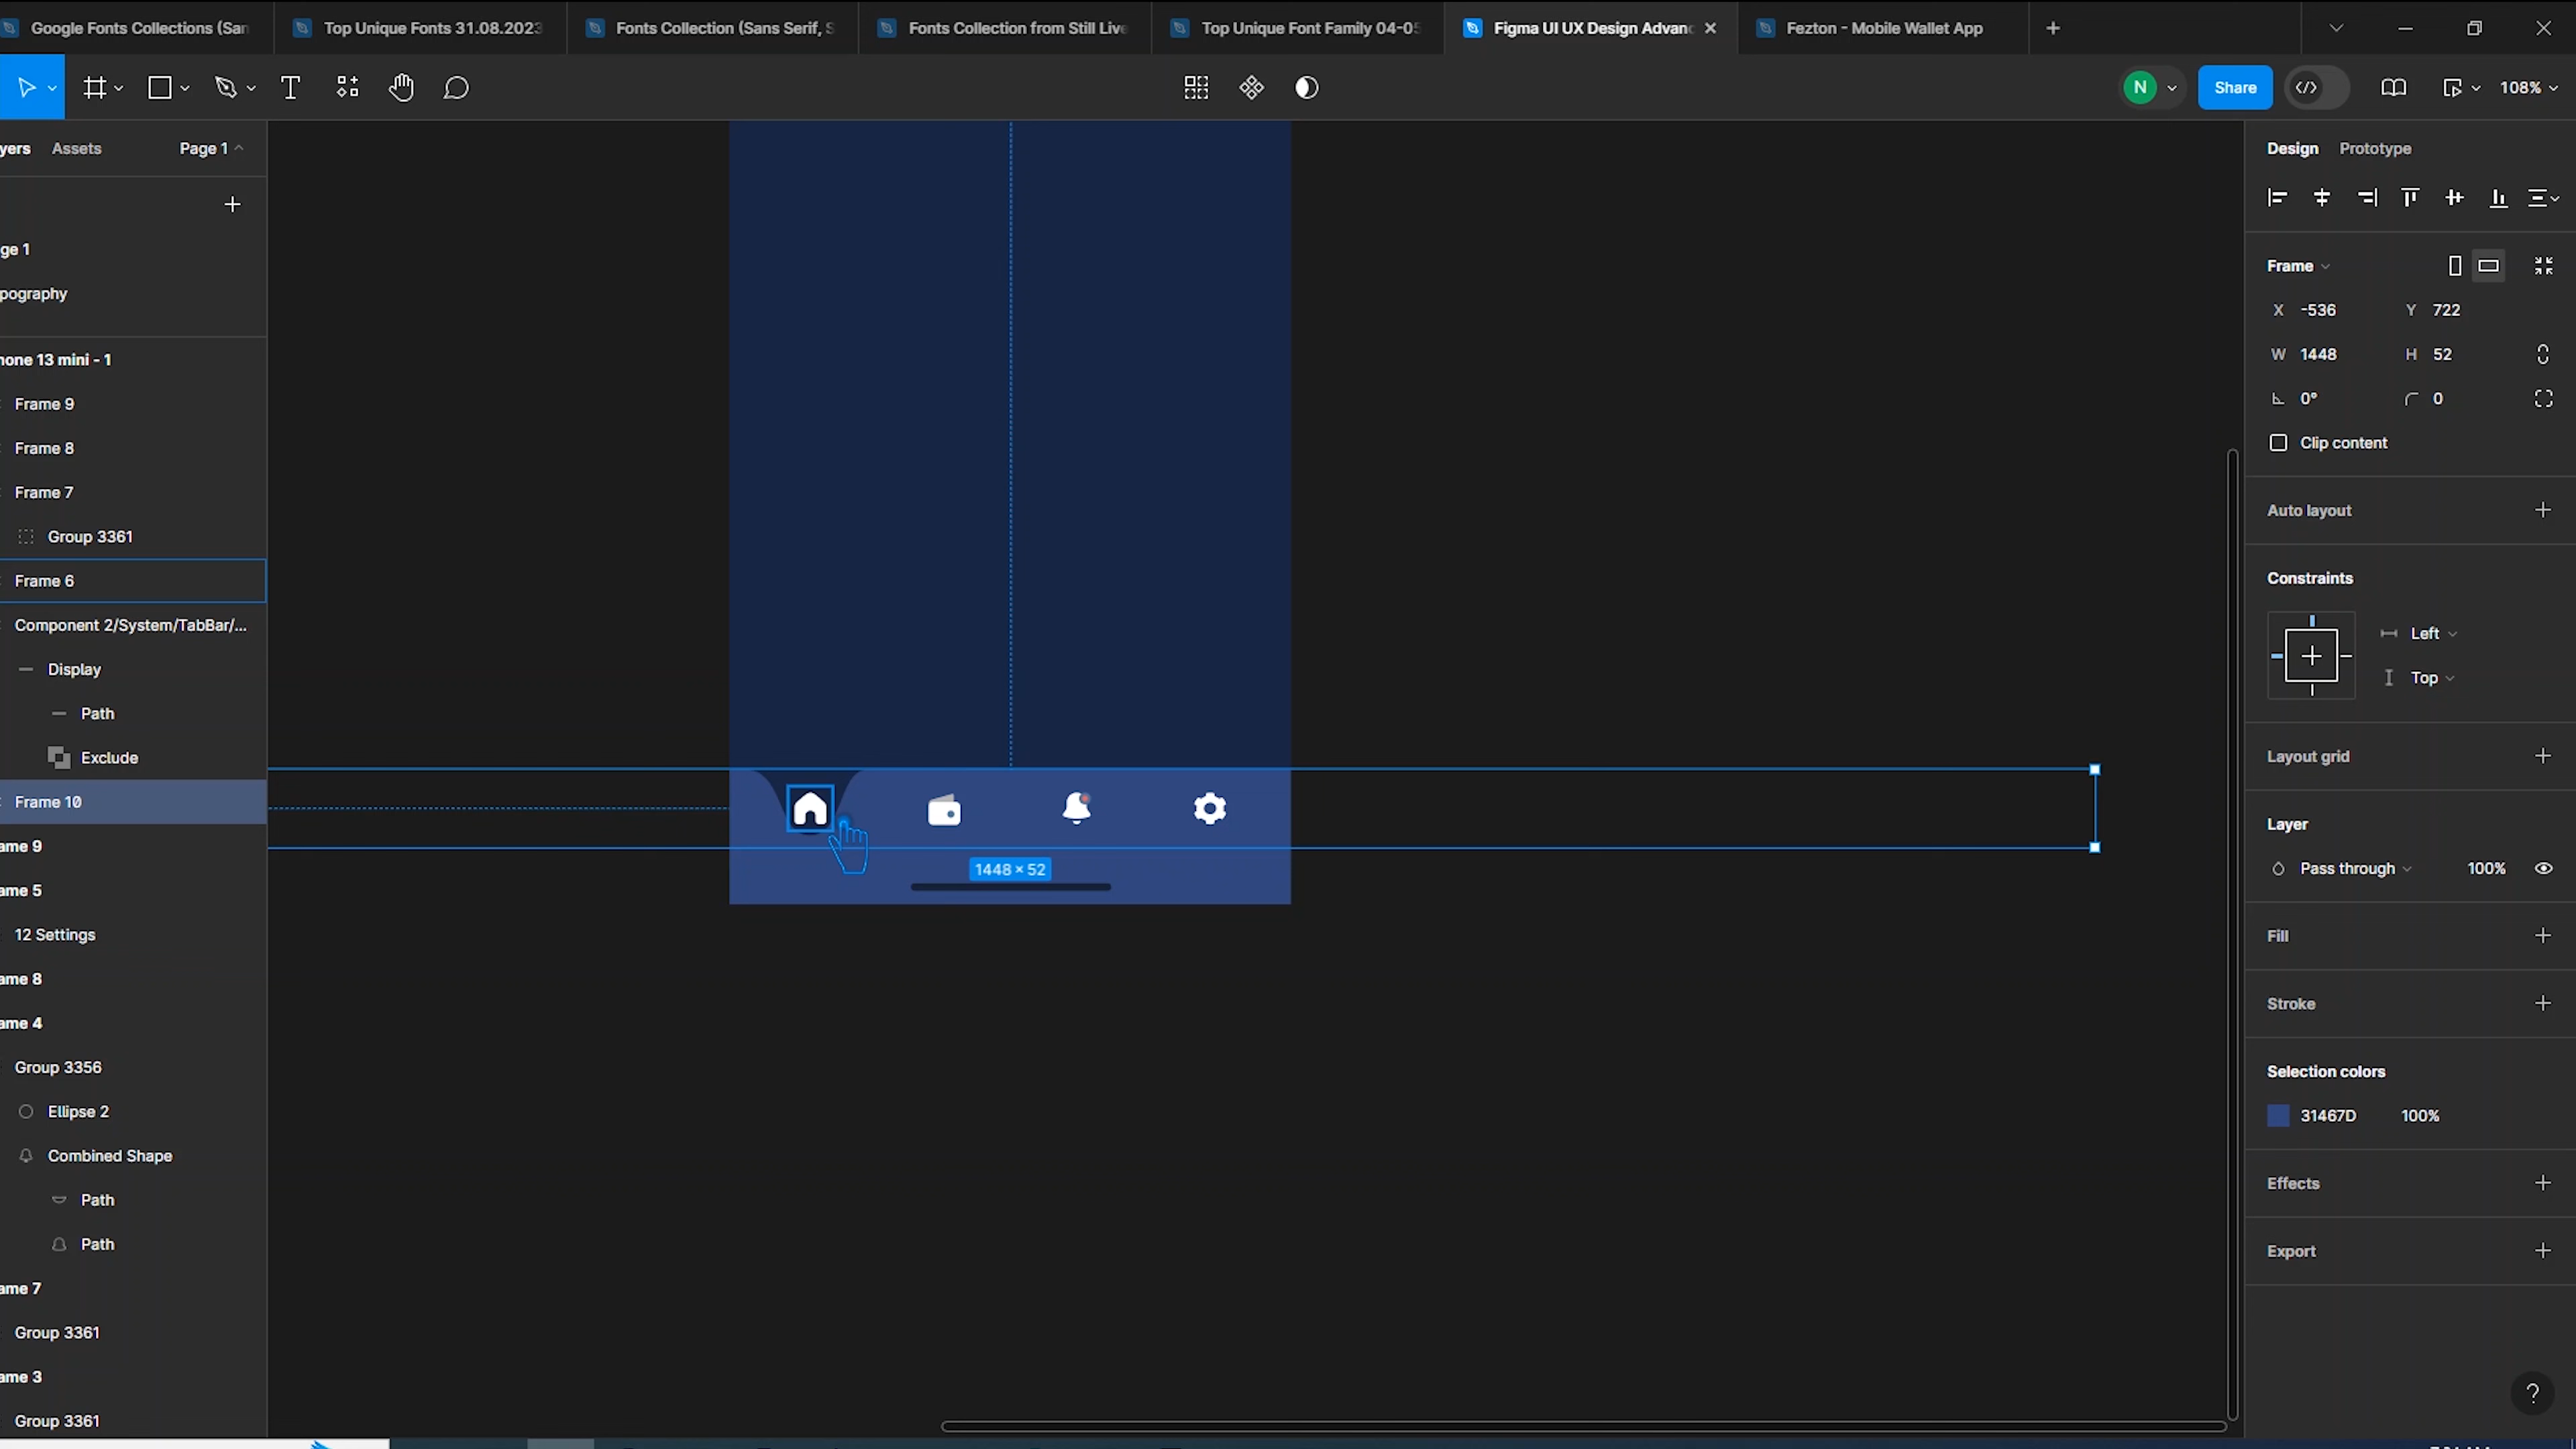 Google Fonts Collections (San
Top Unique Fonts 31.08.2023
Fonts Collection (Sans Serif, S
Fonts Collection from Still Live
Top Unique Font Family 04-05
Figma UI UX Design Advanc
Fezton - Mobile Wallet App
N
Share
108%
yers
Assets
Page 1
ge 1
pography
hone 13 mini - 1
Frame 9
Frame 8
Frame 7
Group 3361
Frame 6
Component 2/System/TabBar/...
Display
Path
Exclude
Frame 10
ame 9
ame 5
12 Settings
ame 8
ame 4
Group 3356
Ellipse 2
Combined Shape
Path
Path
ame 7
Group 3361
ame 3
Group 3361
1448 × 52
Design
Prototype
Frame
X -536
Y 722
W 1448
H 52
0°
0
Clip content
Auto layout
Constraints
Left
Top
Layout grid
Layer
Pass through
100%
Fill
Stroke
Selection colors
31467D
100%
Effects
Export
?